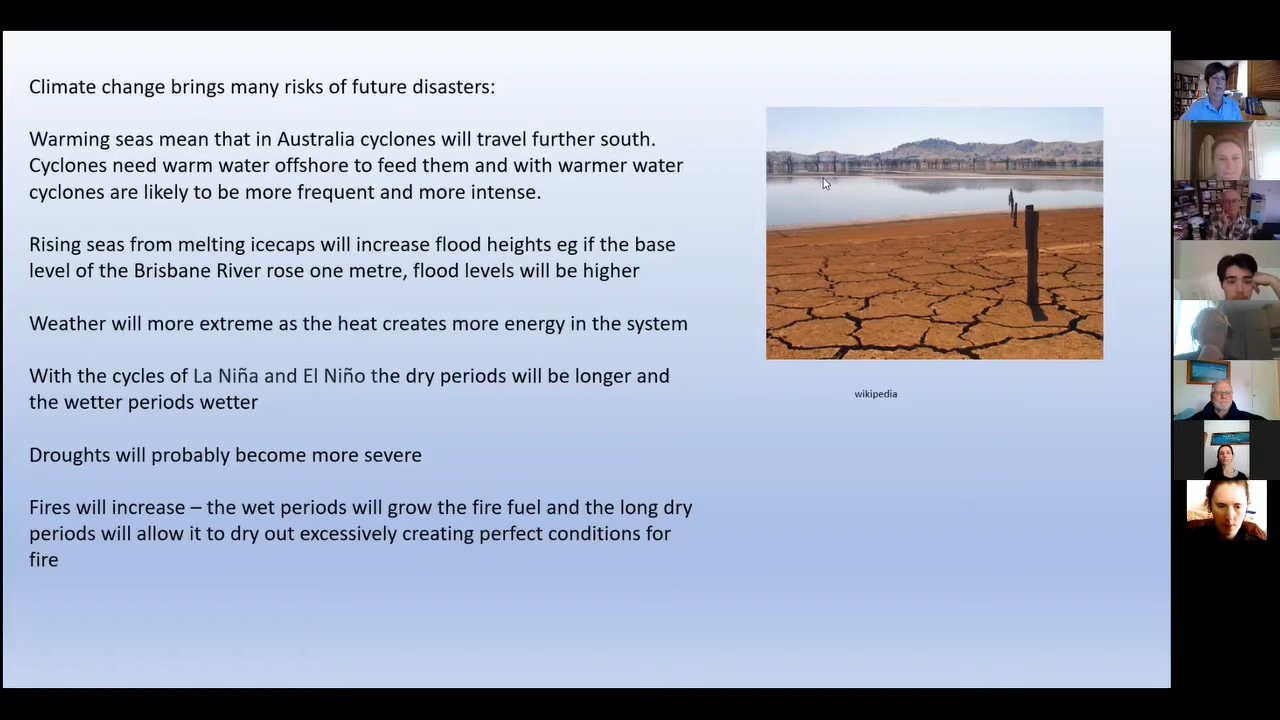 Climate change brings many risks of future disasters:
Warming seas mean that in Australia cyclones will travel further south.
Cyclones need warm water offshore to feed them and with warmer water
cyclones are likely to be more frequent and more intense.
Rising seas from melting icecaps will increase flood heights eg if the base
level of the Brisbane River rose one metre, flood levels will be higher
Weather will more extreme as the heat creates more energy in the system
With the cycles of La Niña and El Niño the dry periods will be longer and
the wetter periods wetter
Droughts will probably become more severe
Fires will increase – the wet periods will grow the fire fuel and the long dry
periods will allow it to dry out excessively creating perfect conditions for
fire
wikipedia